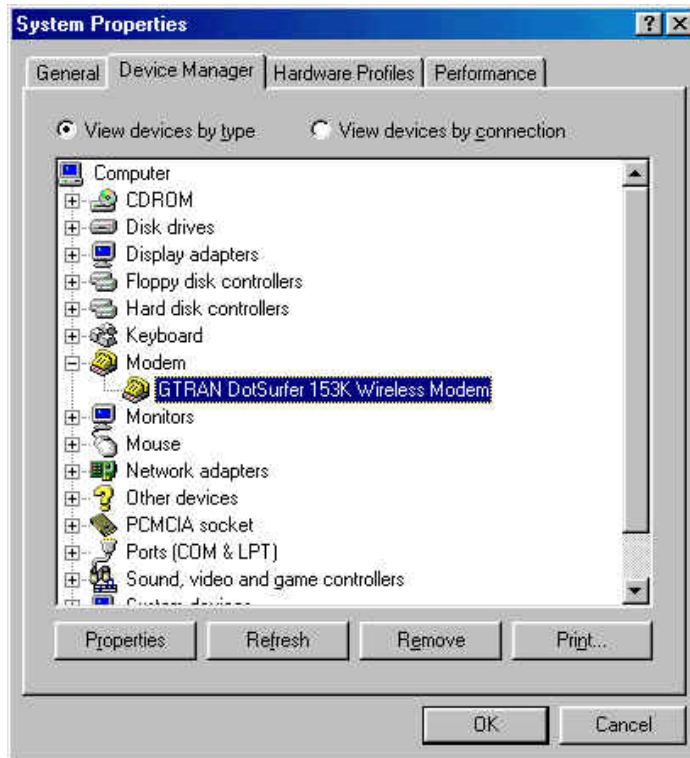 System Properties
General Device Manager Hardware Profiles Performance
View devices by type View devices by connection
Computer
CDROM
Disk drives
Display adapters
Floppy disk controllers
Hard disk controllers
Keyboard
Modem
GTRAN DotSurfer 153K Wireless Modem
Monitors
Mouse
Network adapters
Other devices
PCMCIA socket
Ports (COM & LPT)
Sound, video and game controllers
System devices
Properties Refresh Remove Print...
OK Cancel